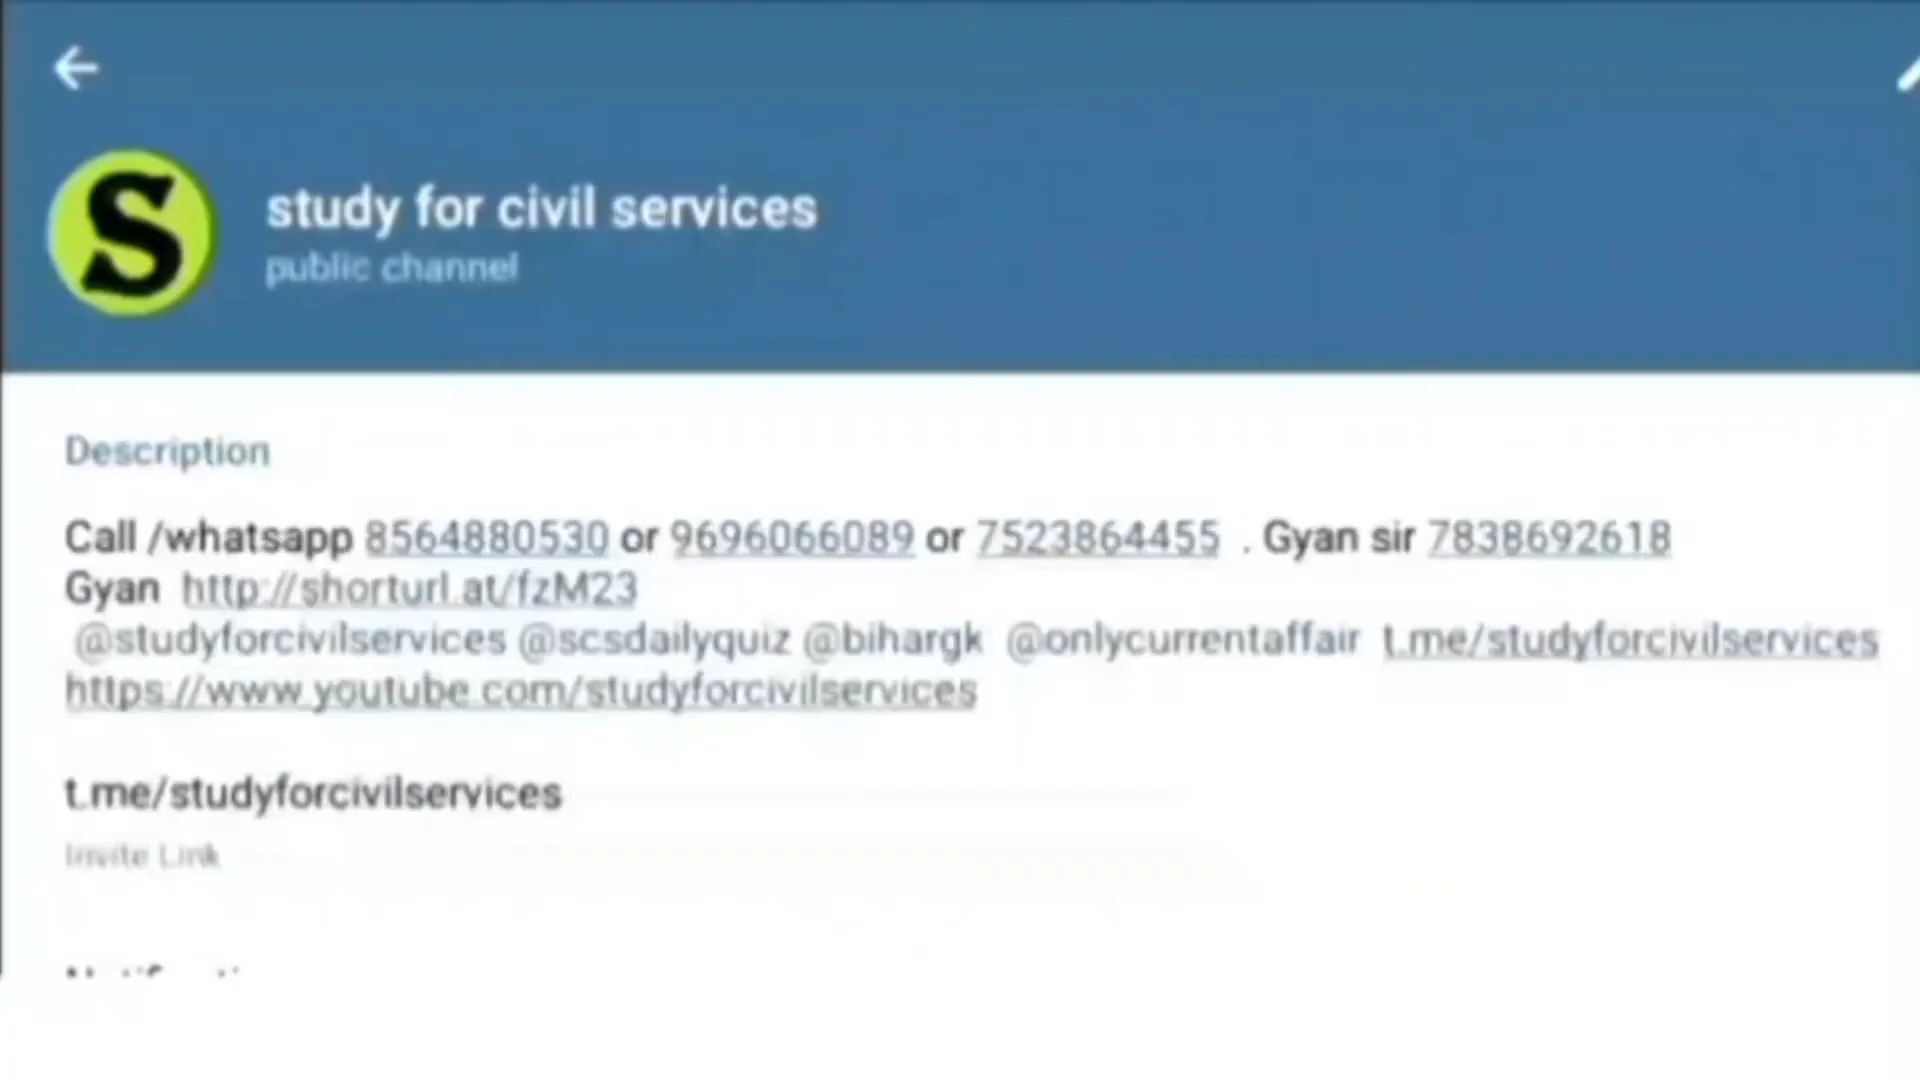 S
study for civil services
public channel
Description
Call /whatsapp 8564880530 or 9696066089 or 7523864455 . Gyan sir 7838692618
Gyan http://shorturl.at/fzM23
@studyforcivilservices @scsdailyquiz @bihargk @onlycurrentaffair t.me/studyforcivilservices
https://www.youtube.com/studyforcivilservices
t.me/studyforcivilservices
Invite Link